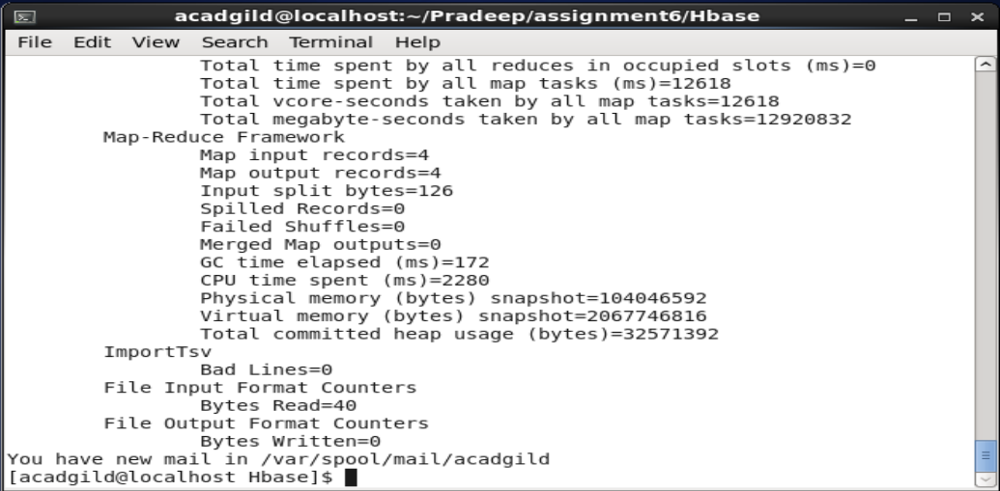 acadgild@localhost:~/Pradeep/assignment6/Hbase
File Edit View Search Terminal Help
Total time spent by all reduces in occupied slots (ms)=0
Total time spent by all map tasks (ms)=12618
Total vcore-seconds taken by all map tasks=12618
Total megabyte-seconds taken by all map tasks=12920832
Map-Reduce Framework
Map input records=4
Map output records=4
Input split bytes=126
Spilled Records=0
Failed Shuffles=0
Merged Map outputs=0
GC time elapsed (ms)=172
CPU time spent (ms)=2280
Physical memory (bytes) snapshot=104046592
Virtual memory (bytes) snapshot=2067746816
Total committed heap usage (bytes)=32571392
ImportTsv
Bad Lines=0
File Input Format Counters
Bytes Read=40
File Output Format Counters
Bytes Written=0
You have new mail in /var/spool/mail/acadgild
[acadgild@localhost Hbase]$